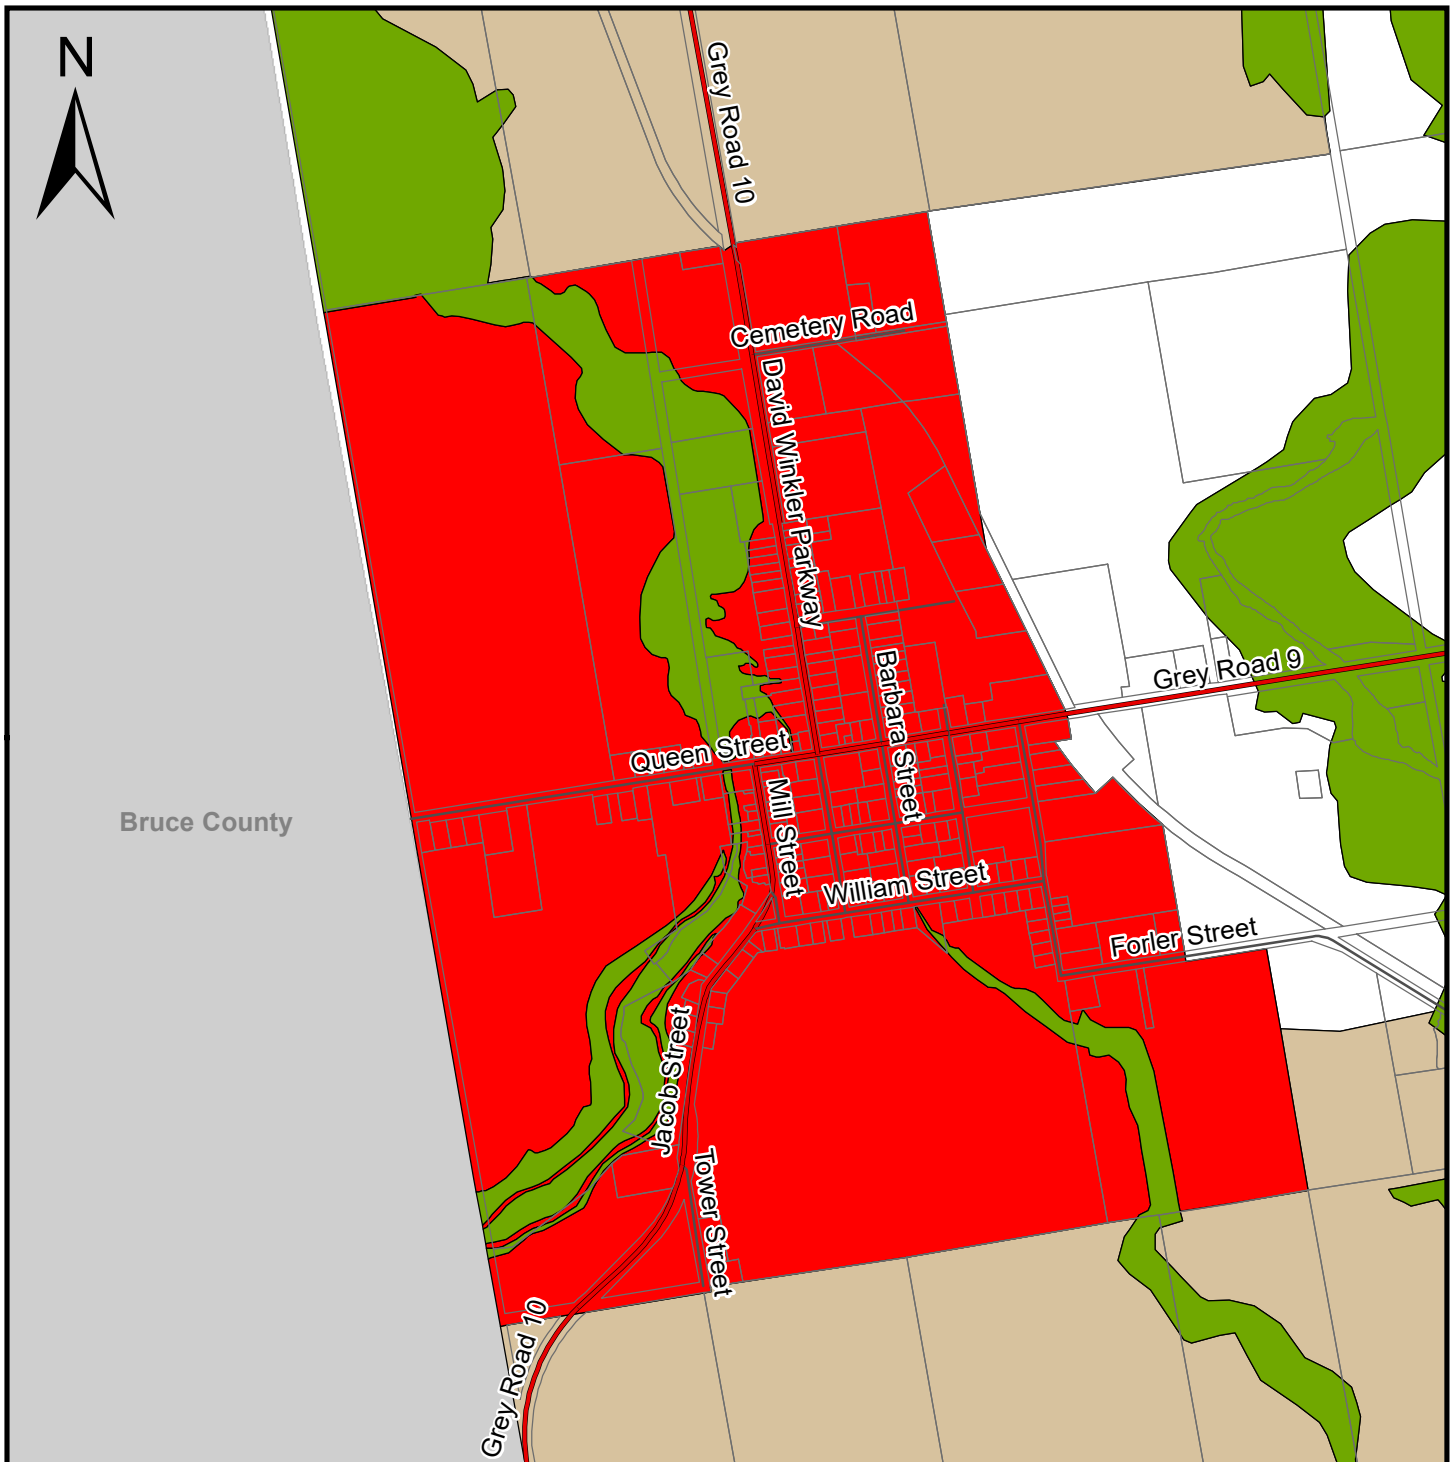 N
Grey Road 10
Cemetery Road
David Winkler Parkway
Barbara Street
Grey Road 9
Queen Street
Mill Street
Bruce County
William Street
Forler Street
Jacob Street
Tower Street
Grey Road 10